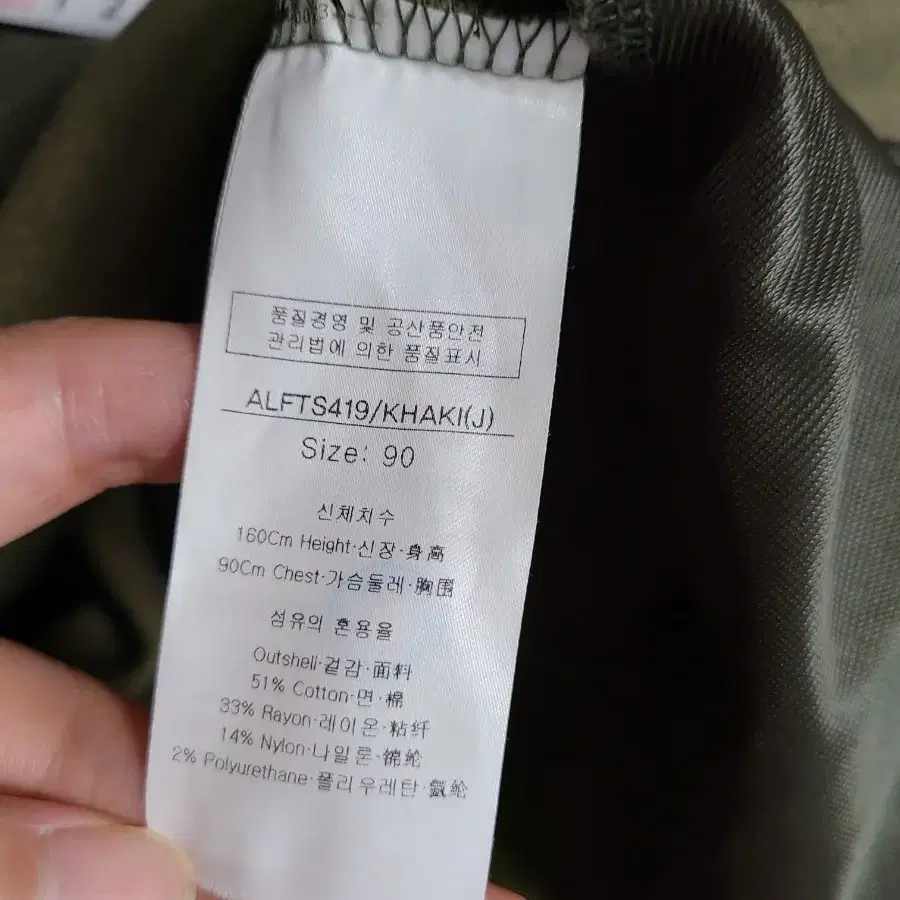 품질경영 및 공산품안전
관리법에 의한 품질표시
ALFTS419/KHAKI(J)
Size: 90
신체치수
160Cm Height·신장·身高
90Cm Chest·가슴둘레·胸围
섬유의 혼용율
Outshell·겉감·面料
51% Cotton·면·棉
33% Rayon·레이온·粘纤
14% Nylon·나일론·锦纶
2% Polyurethane·폴리우레탄·氨纶